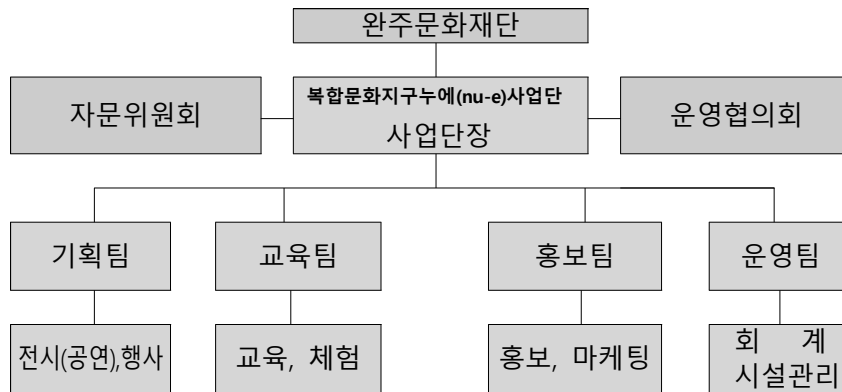 완주문화재단
자문위원회
복합문화지구누에(nu-e)사업단
사업단장
운영협의회
기획팀
교육팀
홍보팀
운영팀
전시(공연),행사
교육, 체험
홍보, 마케팅
회 계
시설관리